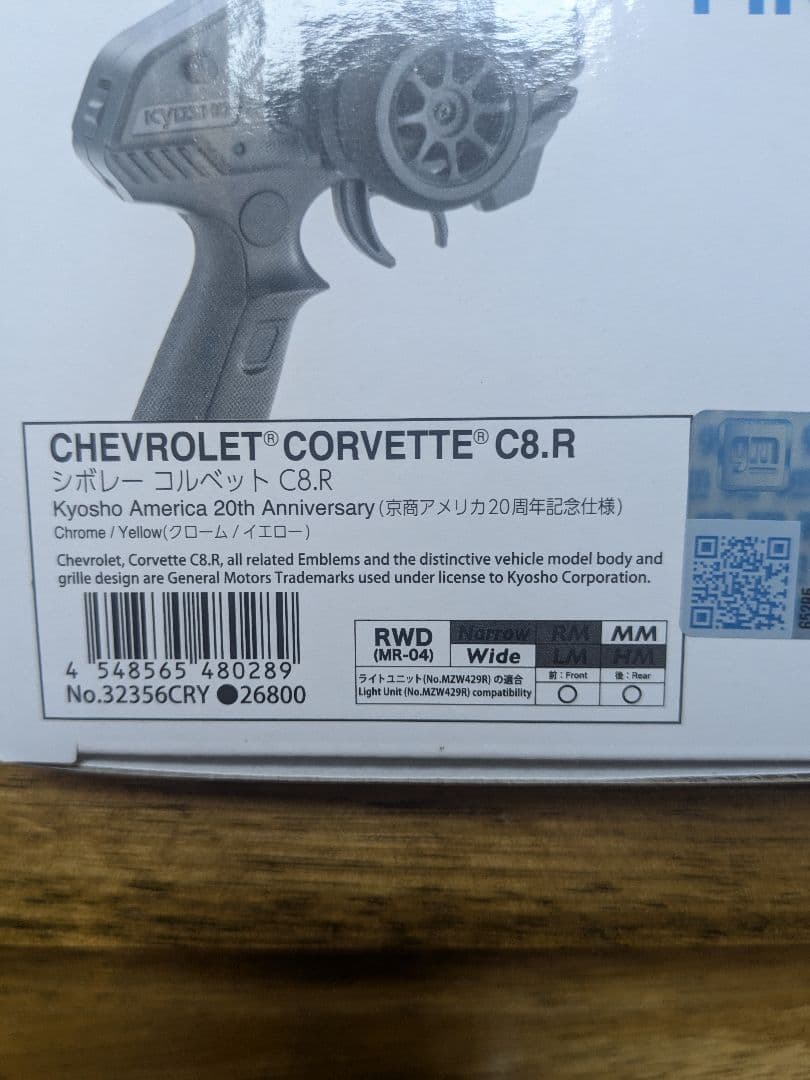 KYOSHO
CHEVROLET® CORVETTE® C8.R
シボレー コルベット C8.R
Kyosho America 20th Anniversary(京商アメリカ20周年記念仕様)
Chrome / Yellow(クローム / イエロー)
Chevrolet, Corvette C8.R, all related Emblems and the distinctive vehicle model body and
grille design are General Motors Trademarks used under license to Kyosho Corporation.
4 548565 480289
No.32356CRY ●26800
RWD
(MR-04)
Narrow RM MM
Wide LM HM
ライトユニット(No.MZW429R) の適合
Light Unit (No.MZW429R) compatibility
前 : Front 後 : Rear
○ ○
gm